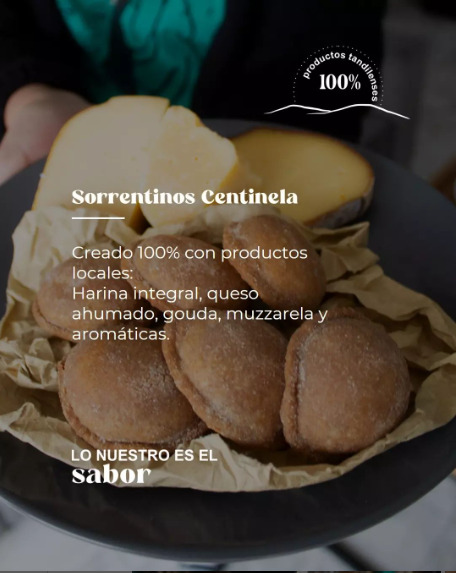 productos tandilenses
100%
Sorrentinos Centinela
Creado 100% con productos
locales:
Harina integral, queso
ahumado, gouda, muzzarela y
aromáticas.
LO NUESTRO ES EL
sabor